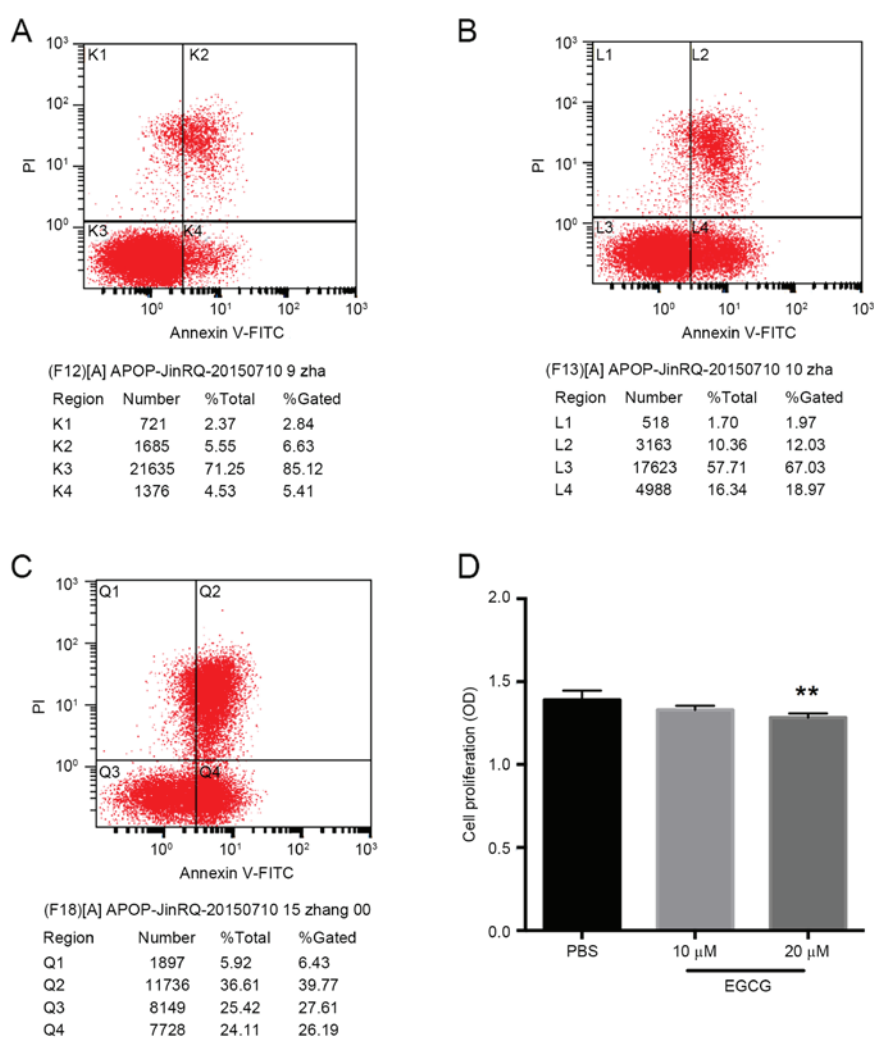 A
B
10³
K1
K2
10²
PI
10¹
10⁰
K3
K4
10⁰
10¹
10²
10³
Annexin V-FITC
10³
L1
L2
10²
PI
10¹
10⁰
L3
L4
10⁰
10¹
10²
10³
Annexin V-FITC
(F12)[A] APOP-JinRQ-20150710 9 zha
Region Number %Total %Gated
K1 721 2.37 2.84
K2 1685 5.55 6.63
K3 21635 71.25 85.12
K4 1376 4.53 5.41
(F13)[A] APOP-JinRQ-20150710 10 zha
Region Number %Total %Gated
L1 518 1.70 1.97
L2 3163 10.36 12.03
L3 17623 57.71 67.03
L4 4988 16.34 18.97
C
10³
Q1
Q2
10²
PI
10¹
10⁰
Q3
Q4
10⁰
10¹
10²
10³
Annexin V-FITC
(F18)[A] APOP-JinRQ-20150710 15 zhang 00
Region Number %Total %Gated
Q1 1897 5.92 6.43
Q2 11736 36.61 39.77
Q3 8149 25.42 27.61
Q4 7728 24.11 26.19
D
2.0
1.5
1.0
0.5
0.0
Cell proliferation (OD)
**
PBS
10 μM
20 μM
EGCG